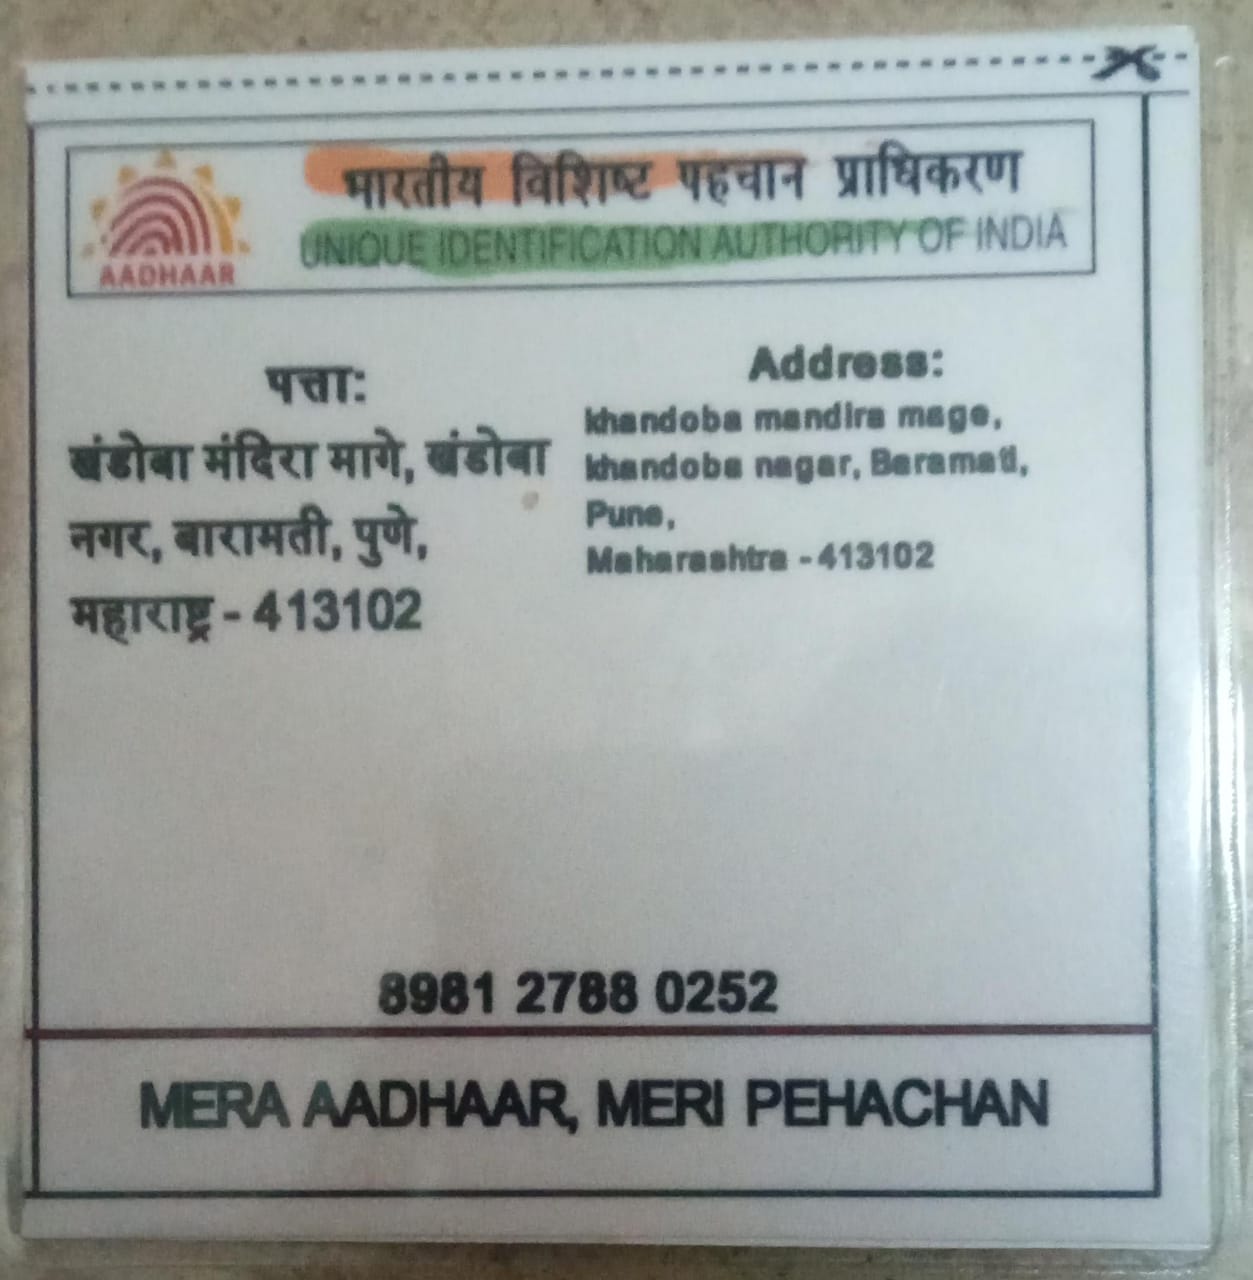 भारतीय विशिष्ट पहचान प्राधिकरण
UNIQUE IDENTIFICATION AUTHORITY OF INDIA
AADHAAR
पत्ता:
खंडोबा मंदिरा मागे, खंडोबा
नगर, बारामती, पुणे,
महाराष्ट्र - 413102
Address:
khandoba mandira mage,
khandoba nagar, Baramati,
Pune,
Maharashtra - 413102
8981 2788 0252
MERA AADHAAR, MERI PEHACHAN